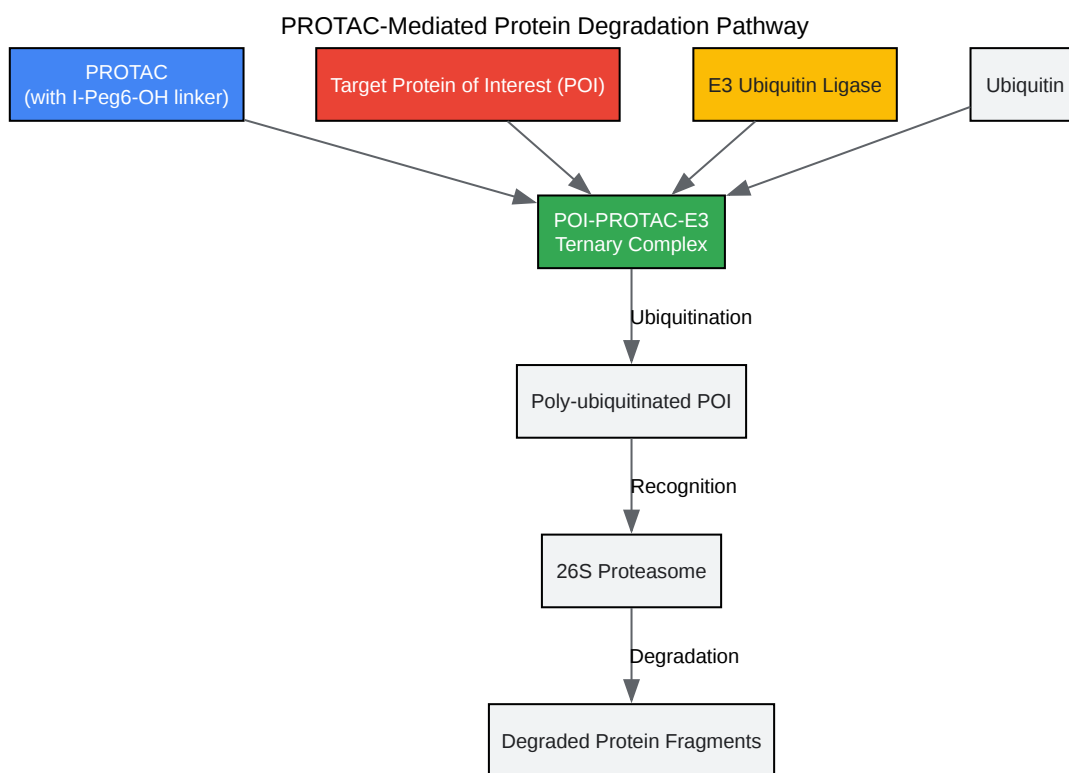 PROTAC-Mediated Protein Degradation Pathway
PROTAC
(with I-Peg6-OH linker)
Target Protein of Interest (POI)
E3 Ubiquitin Ligase
Ubiquitin
POI-PROTAC-E3
Ternary Complex
Ubiquitination
Poly-ubiquitinated POI
Recognition
26S Proteasome
Degradation
Degraded Protein Fragments